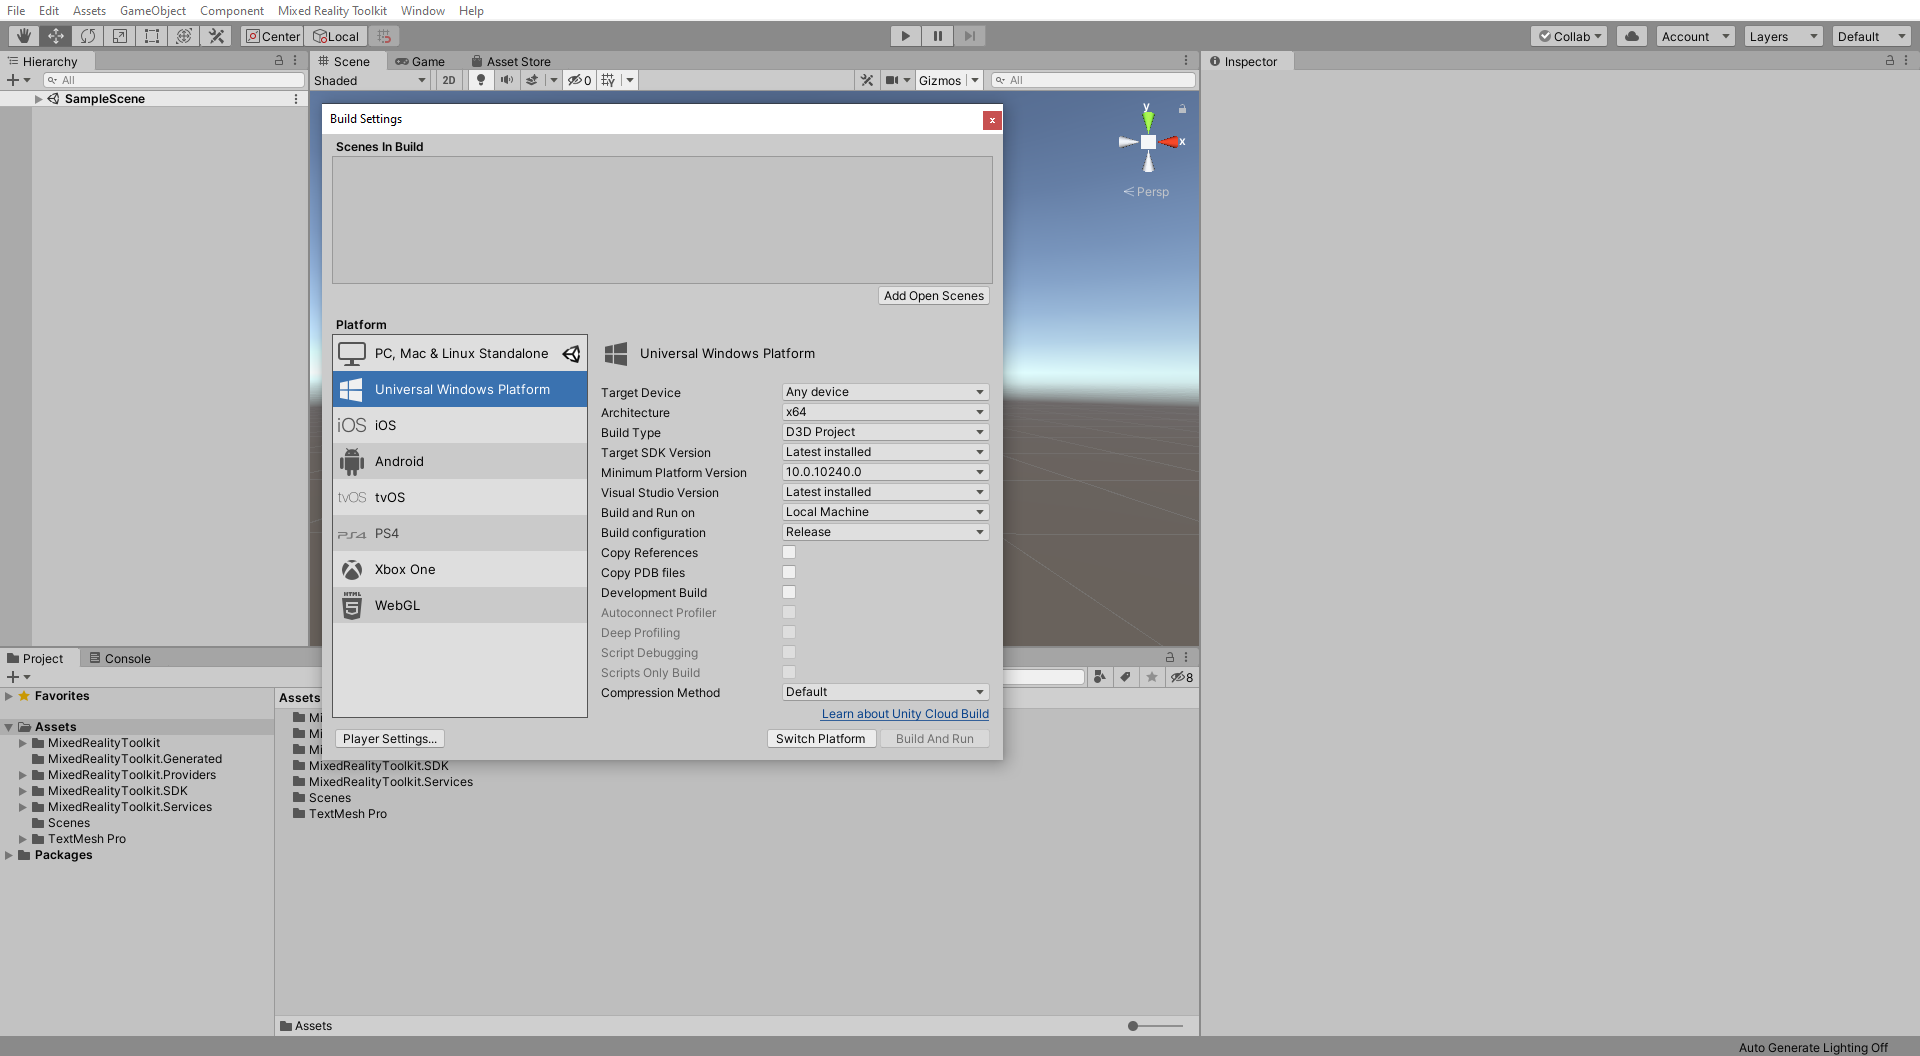 File Edit Assets GameObject Component Mixed Reality Toolkit Window Help
Center Local Collab Account Layers Default
Hierarchy Scene Game Asset Store Inspector
All Shaded 2D 0 Gizmos All
SampleScene
y
x
Persp
Build Settings
x
Scenes In Build
Add Open Scenes
Platform
PC, Mac & Linux Standalone
Universal Windows Platform
iOS iOS
Android
tvOS tvOS
PS4 PS4
Xbox One
HTML 5 WebGL
Universal Windows Platform
Target Device Any device
Architecture x64
Build Type D3D Project
Target SDK Version Latest installed
Minimum Platform Version 10.0.10240.0
Visual Studio Version Latest installed
Build and Run on Local Machine
Build configuration Release
Copy References
Copy PDB files
Development Build
Autoconnect Profiler
Deep Profiling
Script Debugging
Scripts Only Build
Compression Method Default
Learn about Unity Cloud Build
Player Settings... Switch Platform Build And Run
Project Console
8
Favorites
Assets
MixedRealityToolkit
MixedRealityToolkit.Generated
MixedRealityToolkit.Providers
MixedRealityToolkit.SDK
MixedRealityToolkit.Services
Scenes
TextMesh Pro
Packages
Assets
Mi
Mi
Mi
MixedRealityToolkit.SDK
MixedRealityToolkit.Services
Scenes
TextMesh Pro
Assets
Auto Generate Lighting Off